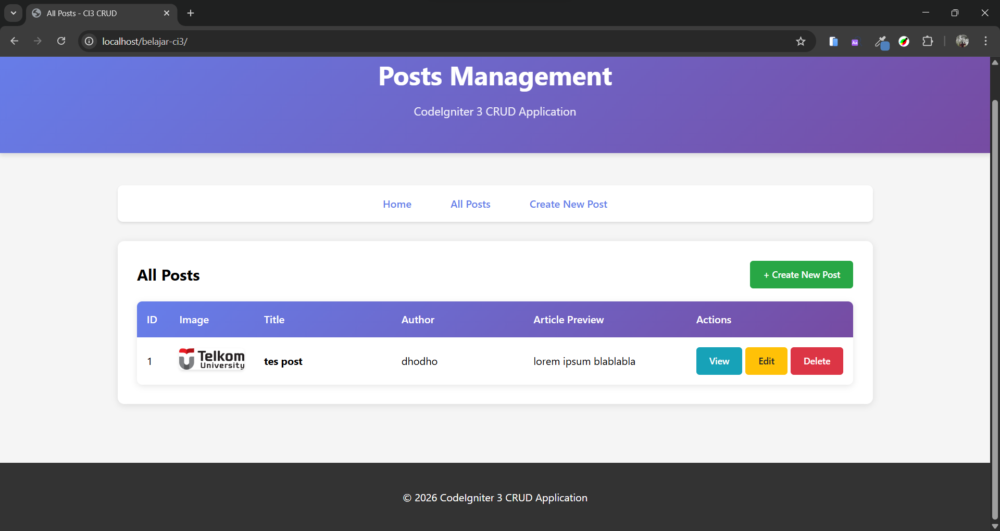 All Posts - CI3 CRUD
localhost/belajar-ci3/
Aa
Posts Management
CodeIgniter 3 CRUD Application
Home All Posts Create New Post
All Posts
+ Create New Post
ID Image Title Author Article Preview Actions
1 Telkom University tes post dhodho lorem ipsum blablabla View Edit Delete
© 2026 CodeIgniter 3 CRUD Application